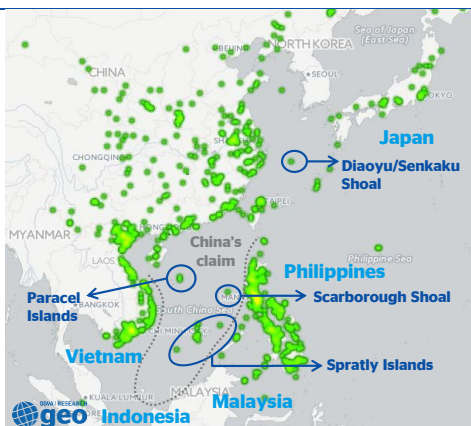 Sea of Japan
(East Sea)
NORTH KOREA
BEIJING
SEOUL
CHINA
TOKYO
Japan
CHONGQING
Diaoyu/Senkaku
Shoal
TAIPEI
MYANMAR
China's
claim
LAOS
Philippine Sea
Philippines
Paracel
Islands
BANGKOK
South China Sea
Scarborough Shoal
Vietnam
Spratly Islands
KUALA LUMPUR
MALAYSIA
Malaysia
BBVA RESEARCH
geo
Indonesia